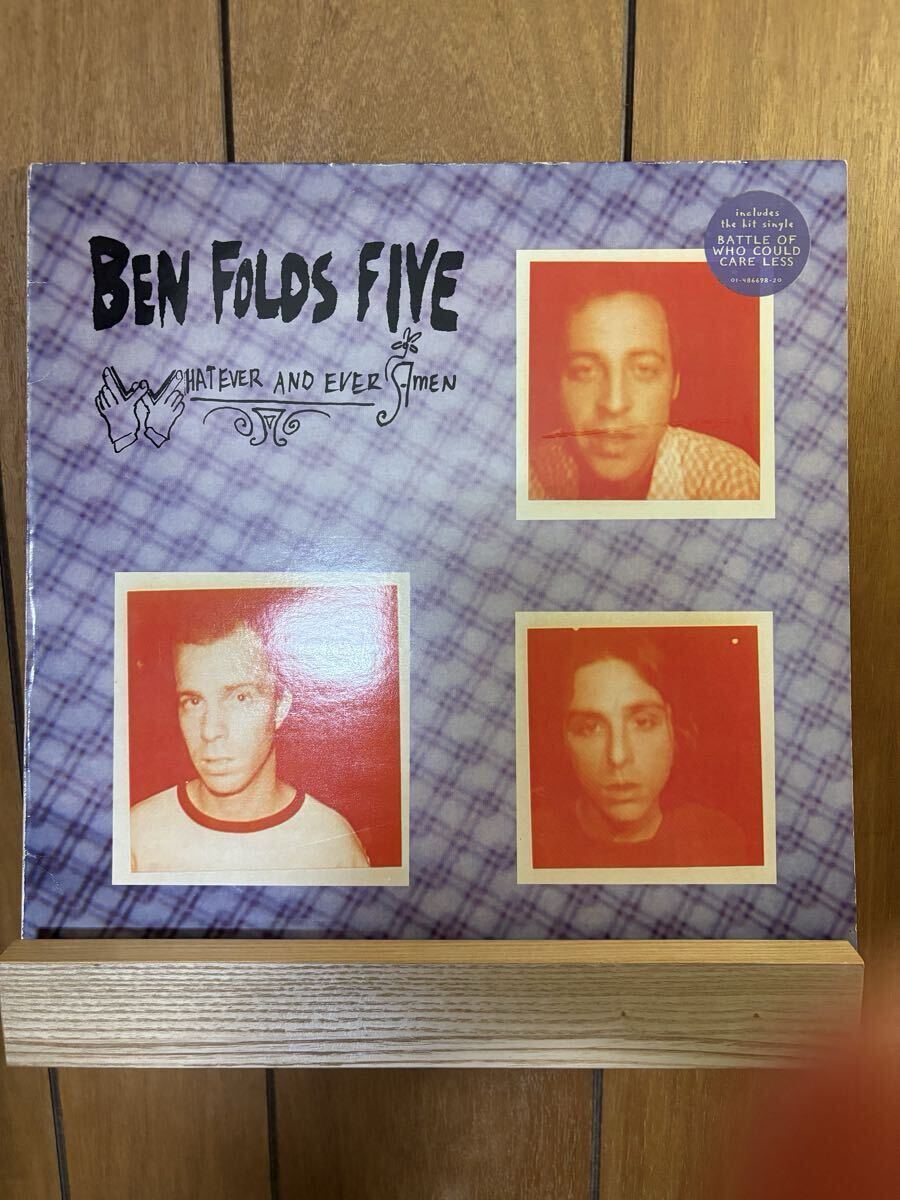 BEN FOLDS FIVE
WHATEVER AND EVER AMEN
includes
the hit single
BATTLE OF
WHO COULD
CARE LESS
01-486698-20